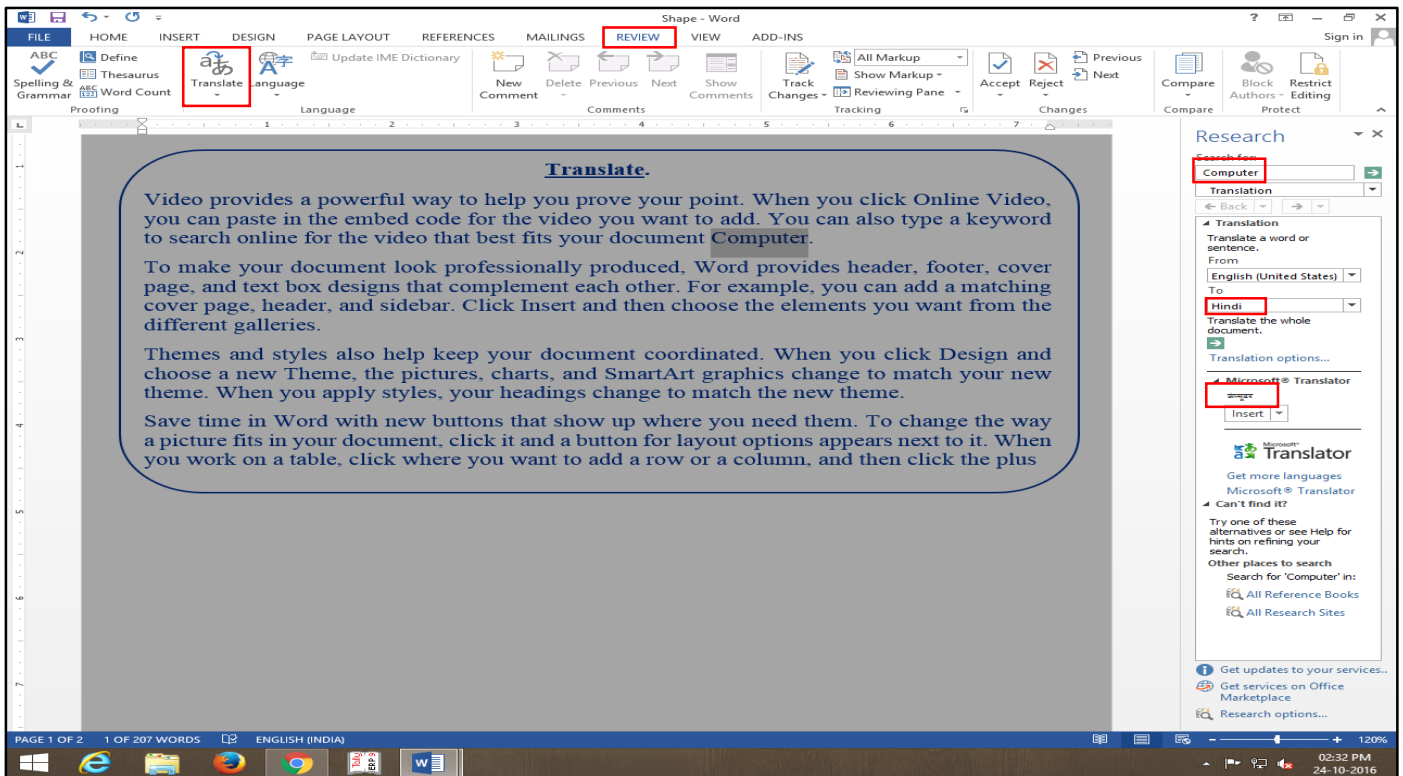 Shape - Word
FILE HOME INSERT DESIGN PAGE LAYOUT REFERENCES MAILINGS REVIEW VIEW ADD-INS Sign in
ABC Spelling & Grammar
Define
Thesaurus
ABC 123 Word Count
Translate
Language
Update IME Dictionary
New Comment
Delete
Previous
Next
Show Comments
Track Changes
All Markup
Show Markup
Reviewing Pane
Accept
Reject
Previous
Next
Compare
Block Authors
Restrict Editing
Proofing Language Comments Tracking Changes Compare Protect
1 2 3 4 5 6 7
Translate.
Video provides a powerful way to help you prove your point. When you click Online Video,
you can paste in the embed code for the video you want to add. You can also type a keyword
to search online for the video that best fits your document Computer.
To make your document look professionally produced, Word provides header, footer, cover
page, and text box designs that complement each other. For example, you can add a matching
cover page, header, and sidebar. Click Insert and then choose the elements you want from the
different galleries.
Themes and styles also help keep your document coordinated. When you click Design and
choose a new Theme, the pictures, charts, and SmartArt graphics change to match your new
theme. When you apply styles, your headings change to match the new theme.
Save time in Word with new buttons that show up where you need them. To change the way
a picture fits in your document, click it and a button for layout options appears next to it. When
you work on a table, click where you want to add a row or a column, and then click the plus
Research
Search for:
Computer
Translation
Back
Translation
Translate a word or
sentence.
From
English (United States)
To
Hindi
Translate the whole
document.
Translation options...
Microsoft® Translator
Insert
Microsoft®
Translator
Get more languages
Microsoft® Translator
Can't find it?
Try one of these
alternatives or see Help for
hints on refining your
search.
Other places to search
Search for 'Computer' in:
All Reference Books
All Research Sites
Get updates to your services..
Get services on Office
Marketplace
Research options...
PAGE 1 OF 2 1 OF 207 WORDS ENGLISH (INDIA) 120%
Tally ERP 9
02:32 PM
24-10-2016